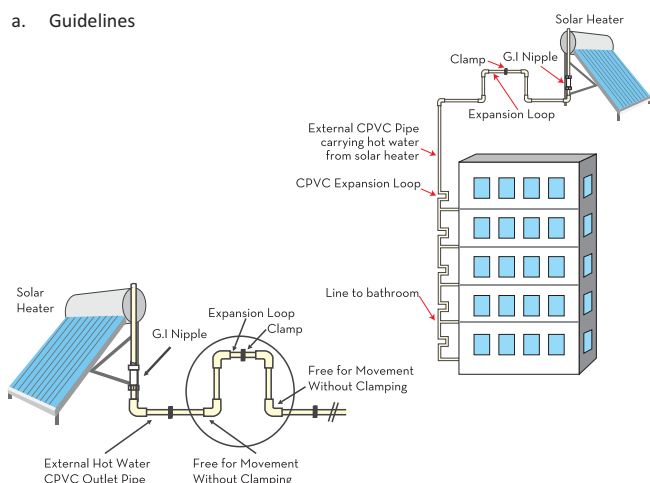 a. Guidelines
Solar Heater
Clamp
G.I Nipple
Expansion Loop
External CPVC Pipe
carrying hot water
from solar heater
CPVC Expansion Loop
Line to bathroom
Solar
Heater
G.I Nipple
Expansion Loop
Clamp
Free for Movement
Without Clamping
External Hot Water
CPVC Outlet Pipe
Free for Movement
Without Clamping